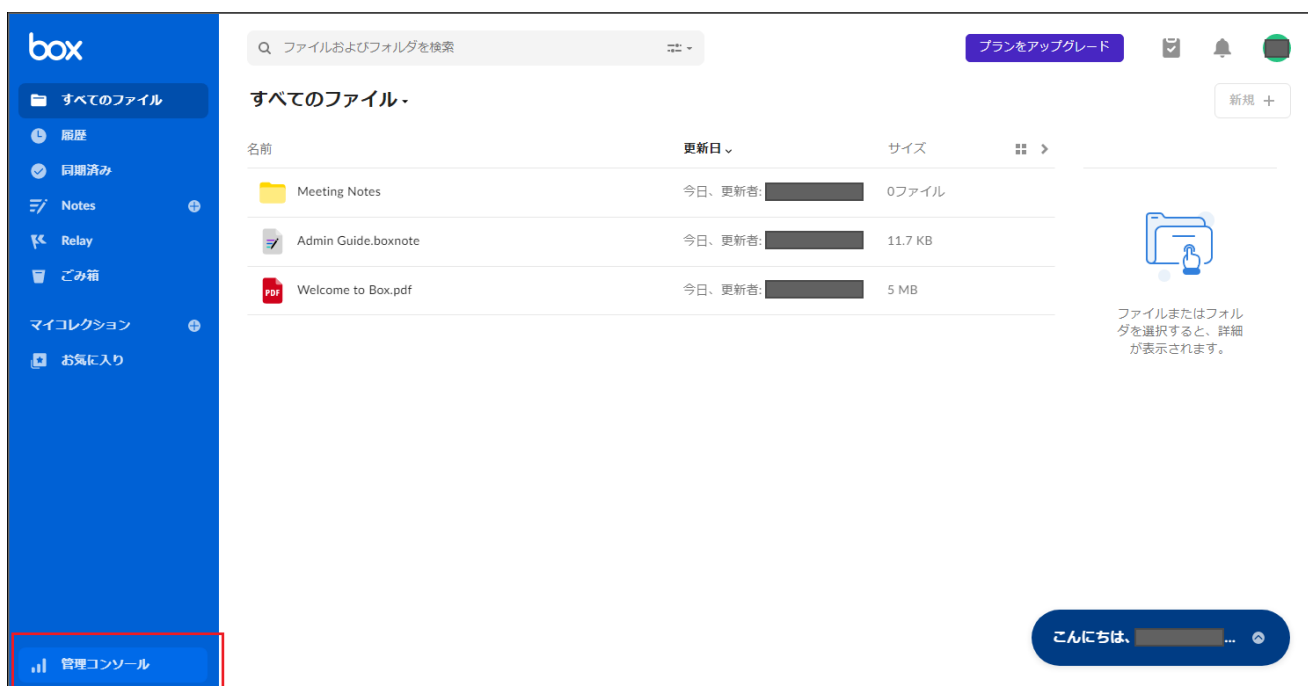 box
ファイルおよびフォルダを検索
プランをアップグレード
すべてのファイル
履歴
同期済み
Notes
Relay
ごみ箱
マイコレクション
お気に入り
管理コンソール
すべてのファイル
新規 +
名前 更新日 サイズ
Meeting Notes 今日、更新者: 0ファイル
Admin Guide.boxnote 今日、更新者: 11.7 KB
PDF Welcome to Box.pdf 今日、更新者: 5 MB
ファイルまたはフォル
ダを選択すると、詳細
が表示されます。
こんにちは、 ...